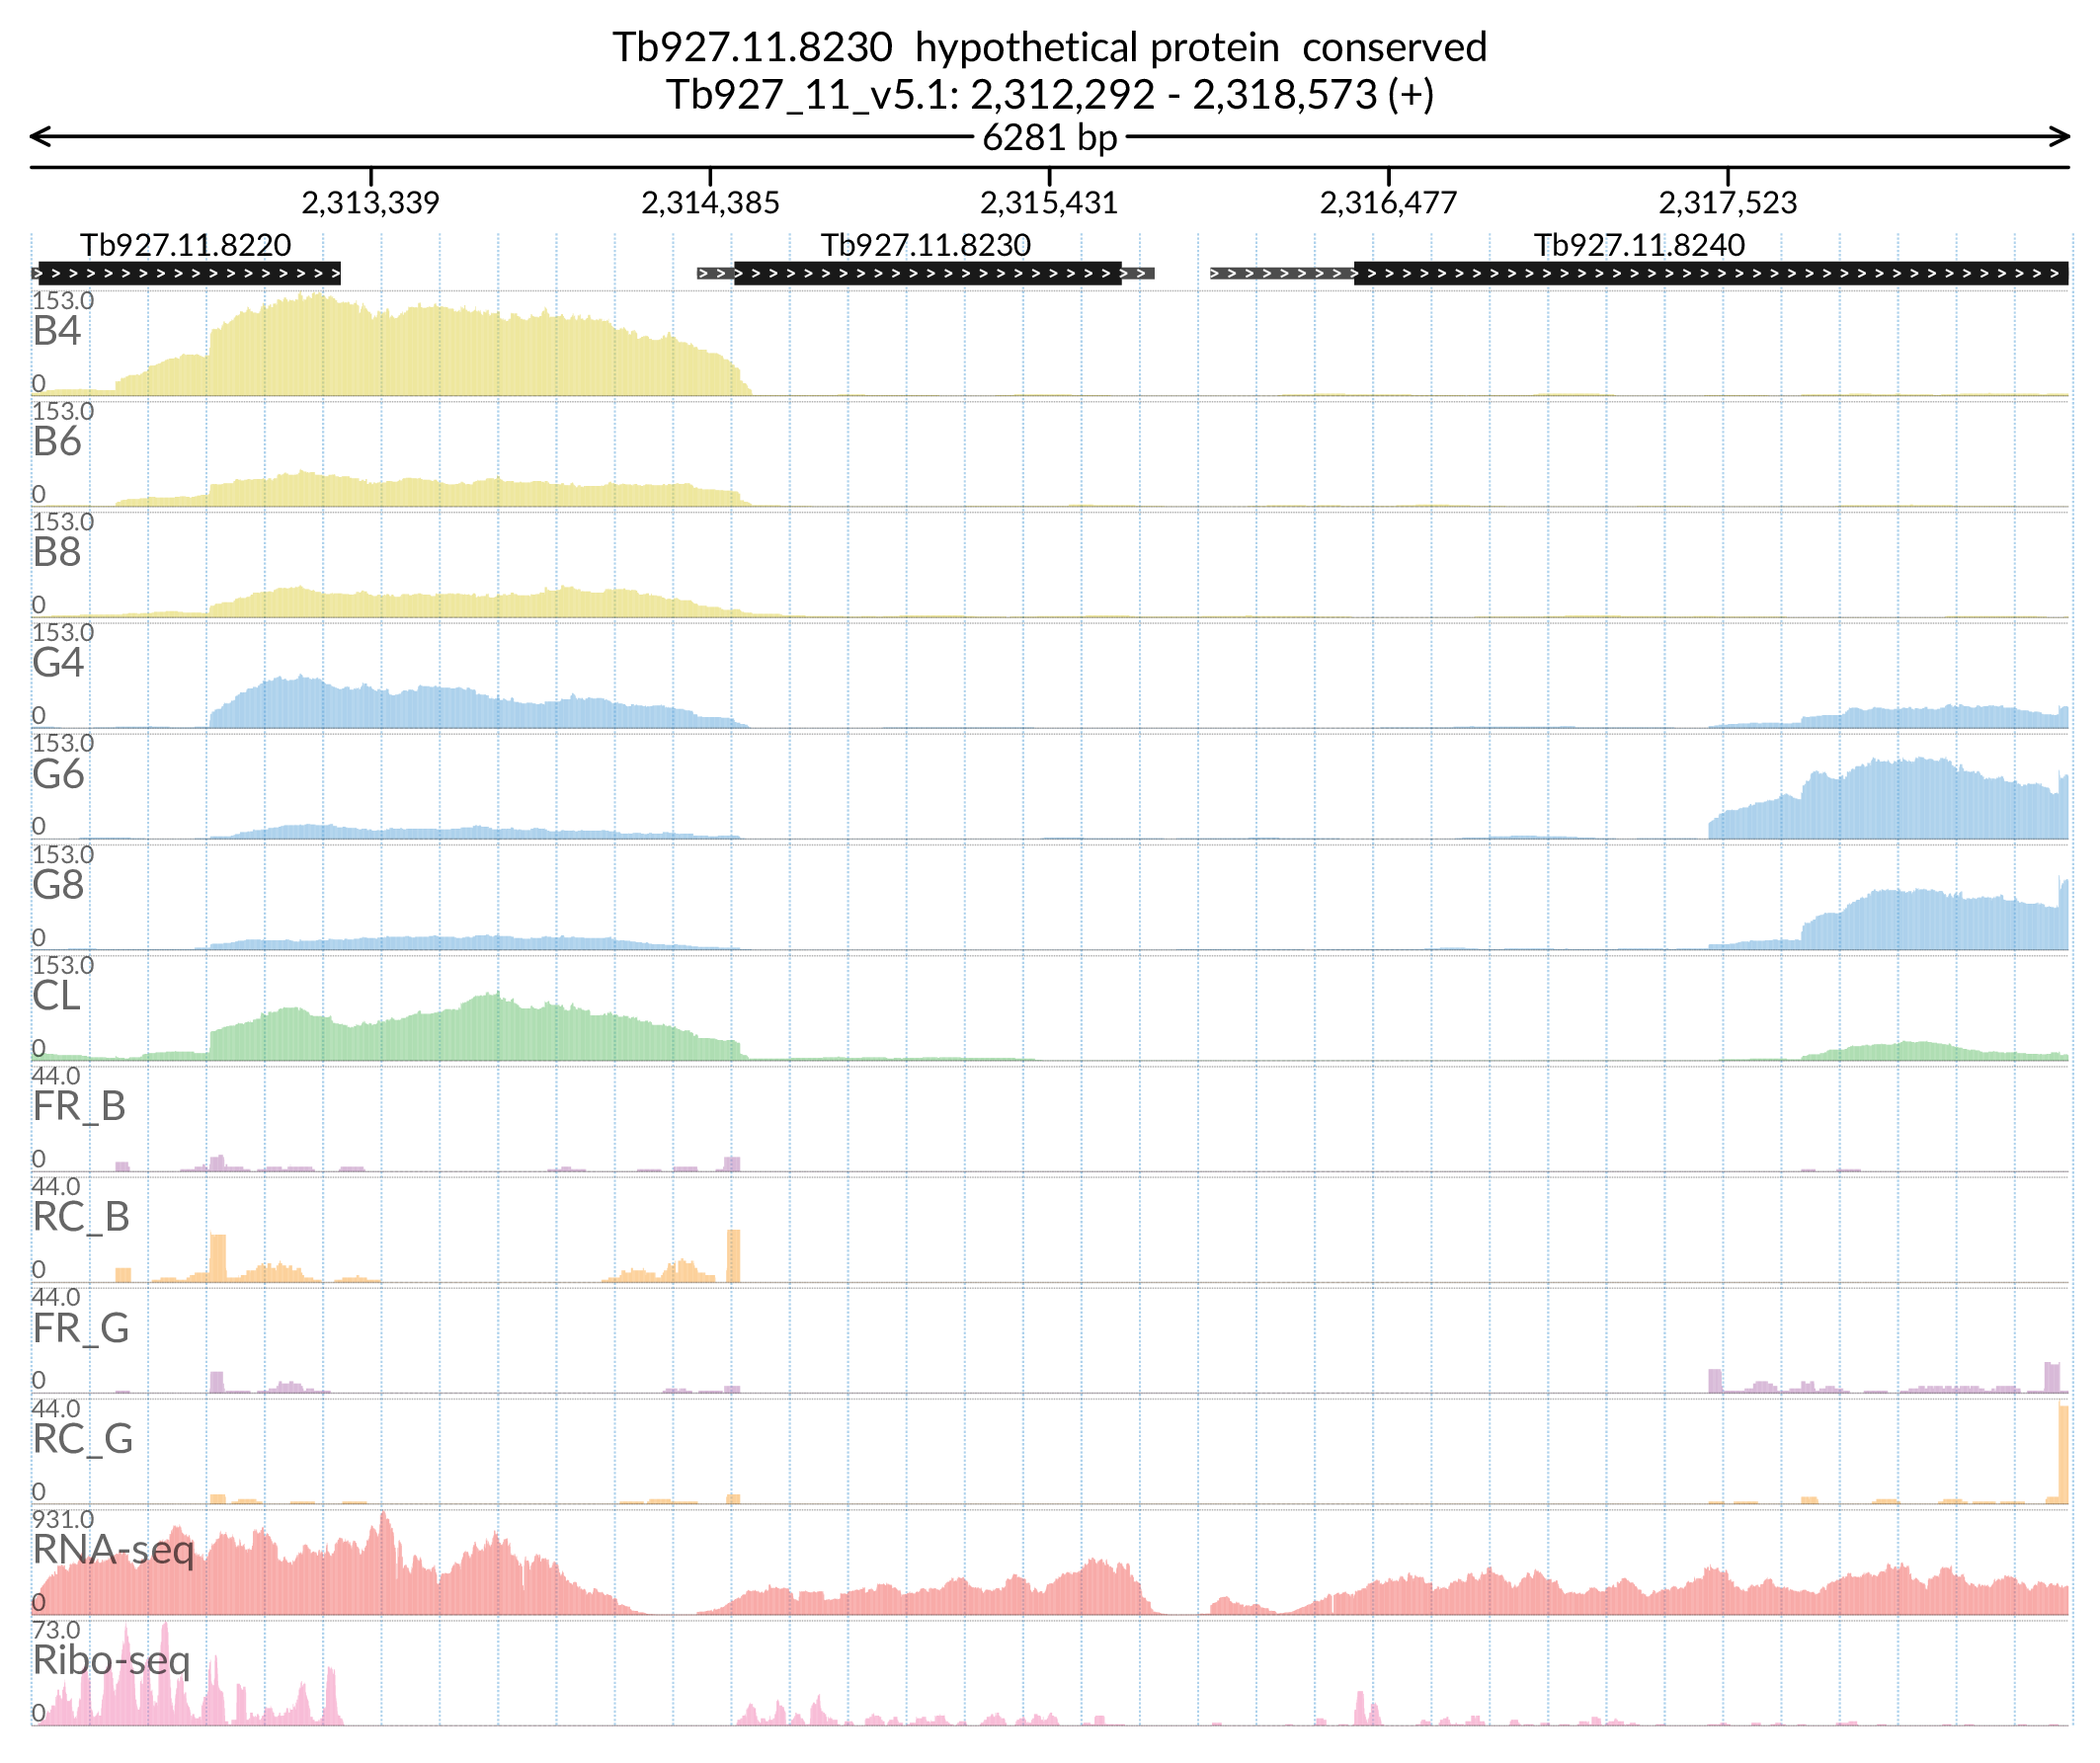 Tb927.11.8230 hypothetical protein conserved
Tb927_11_v5.1: 2,312,292 - 2,318,573 (+)
6281 bp
2,313,339 2,314,385 2,315,431 2,316,477 2,317,523
Tb927.11.8220 Tb927.11.8230 Tb927.11.8240
153.0
B4
0
153.0
B6
0
153.0
B8
0
153.0
G4
0
153.0
G6
0
153.0
G8
0
153.0
CL
0
44.0
FR_B
0
44.0
RC_B
0
44.0
FR_G
0
44.0
RC_G
0
931.0
RNA-seq
0
73.0
Ribo-seq
0